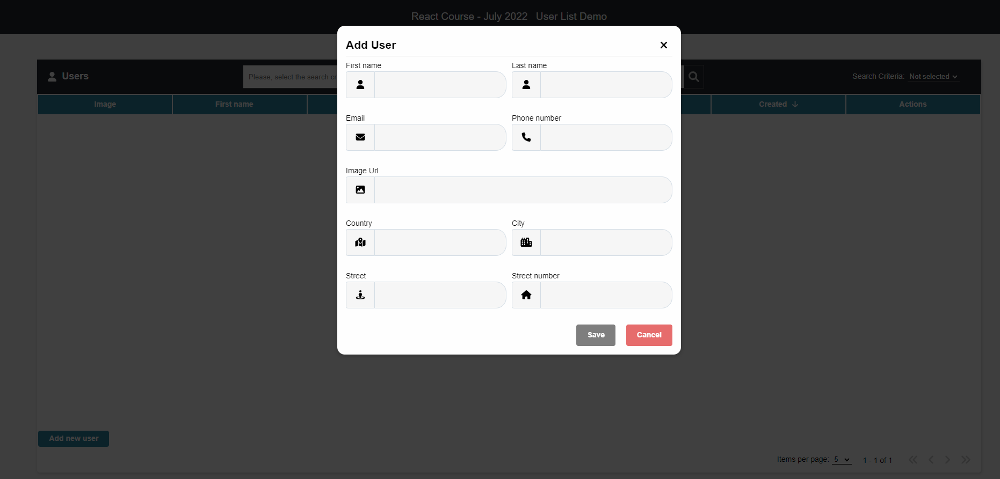 React Course - July 2022 User List Demo
Add User
Users
Please, select the search cr
Search Criteria: Not selected
Image
First name
Created
Actions
First name
Last name
Email
Phone number
Image Url
Country
City
Street
Street number
Save
Cancel
Add new user
Items per page: 5
1 - 1 of 1